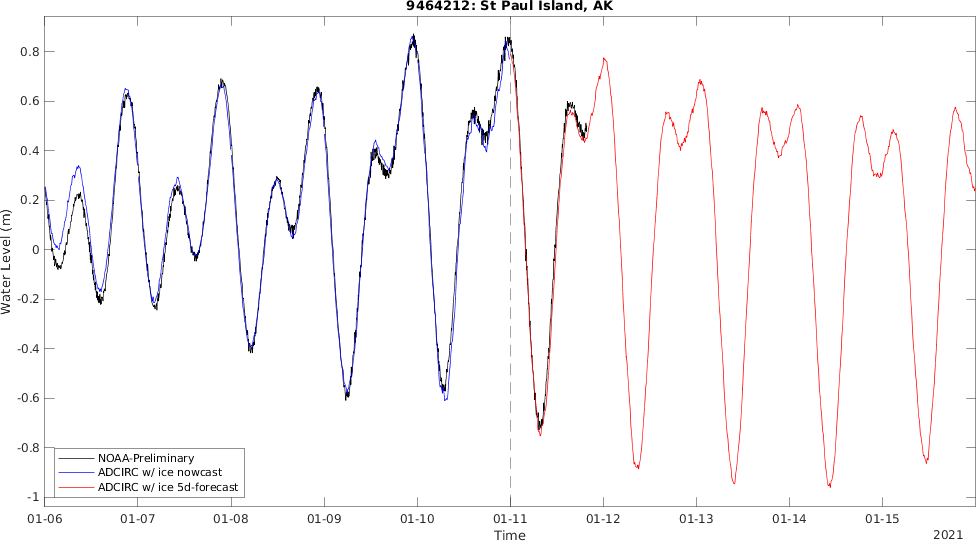 9464212: St Paul Island, AK
Water Level (m)
0.8
0.6
0.4
0.2
0
-0.2
-0.4
-0.6
-0.8
-1
NOAA-Preliminary
ADCIRC w/ ice nowcast
ADCIRC w/ ice 5d-forecast
01-06 01-07 01-08 01-09 01-10 01-11 01-12 01-13 01-14 01-15
Time
2021